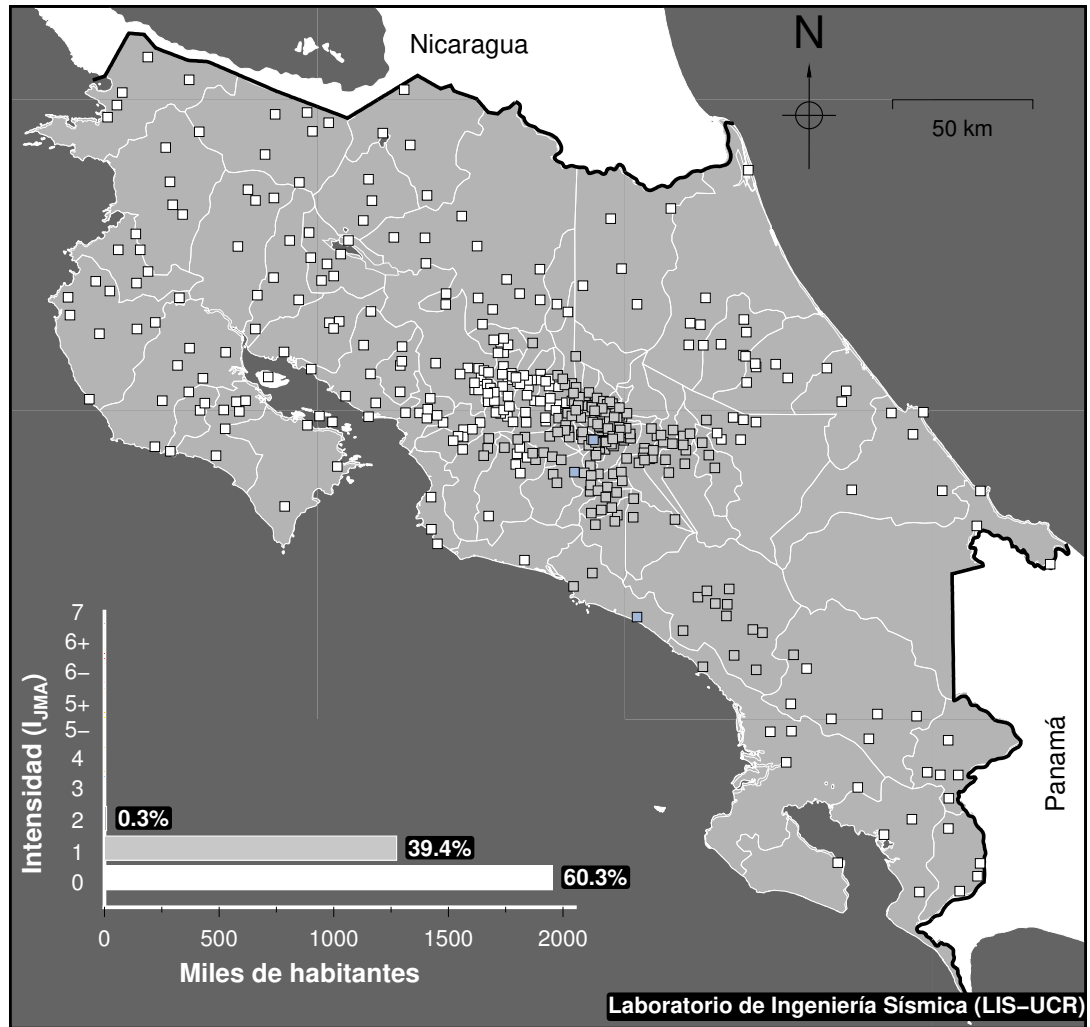 Nicaragua
N
50 km
Panamá
Intensidad (I_JMA)
7
6+
6−
5+
5−
4
3
2
1
0
0.3%
39.4%
60.3%
0 500 1000 1500 2000
Miles de habitantes
Laboratorio de Ingeniería Sísmica (LIS−UCR)